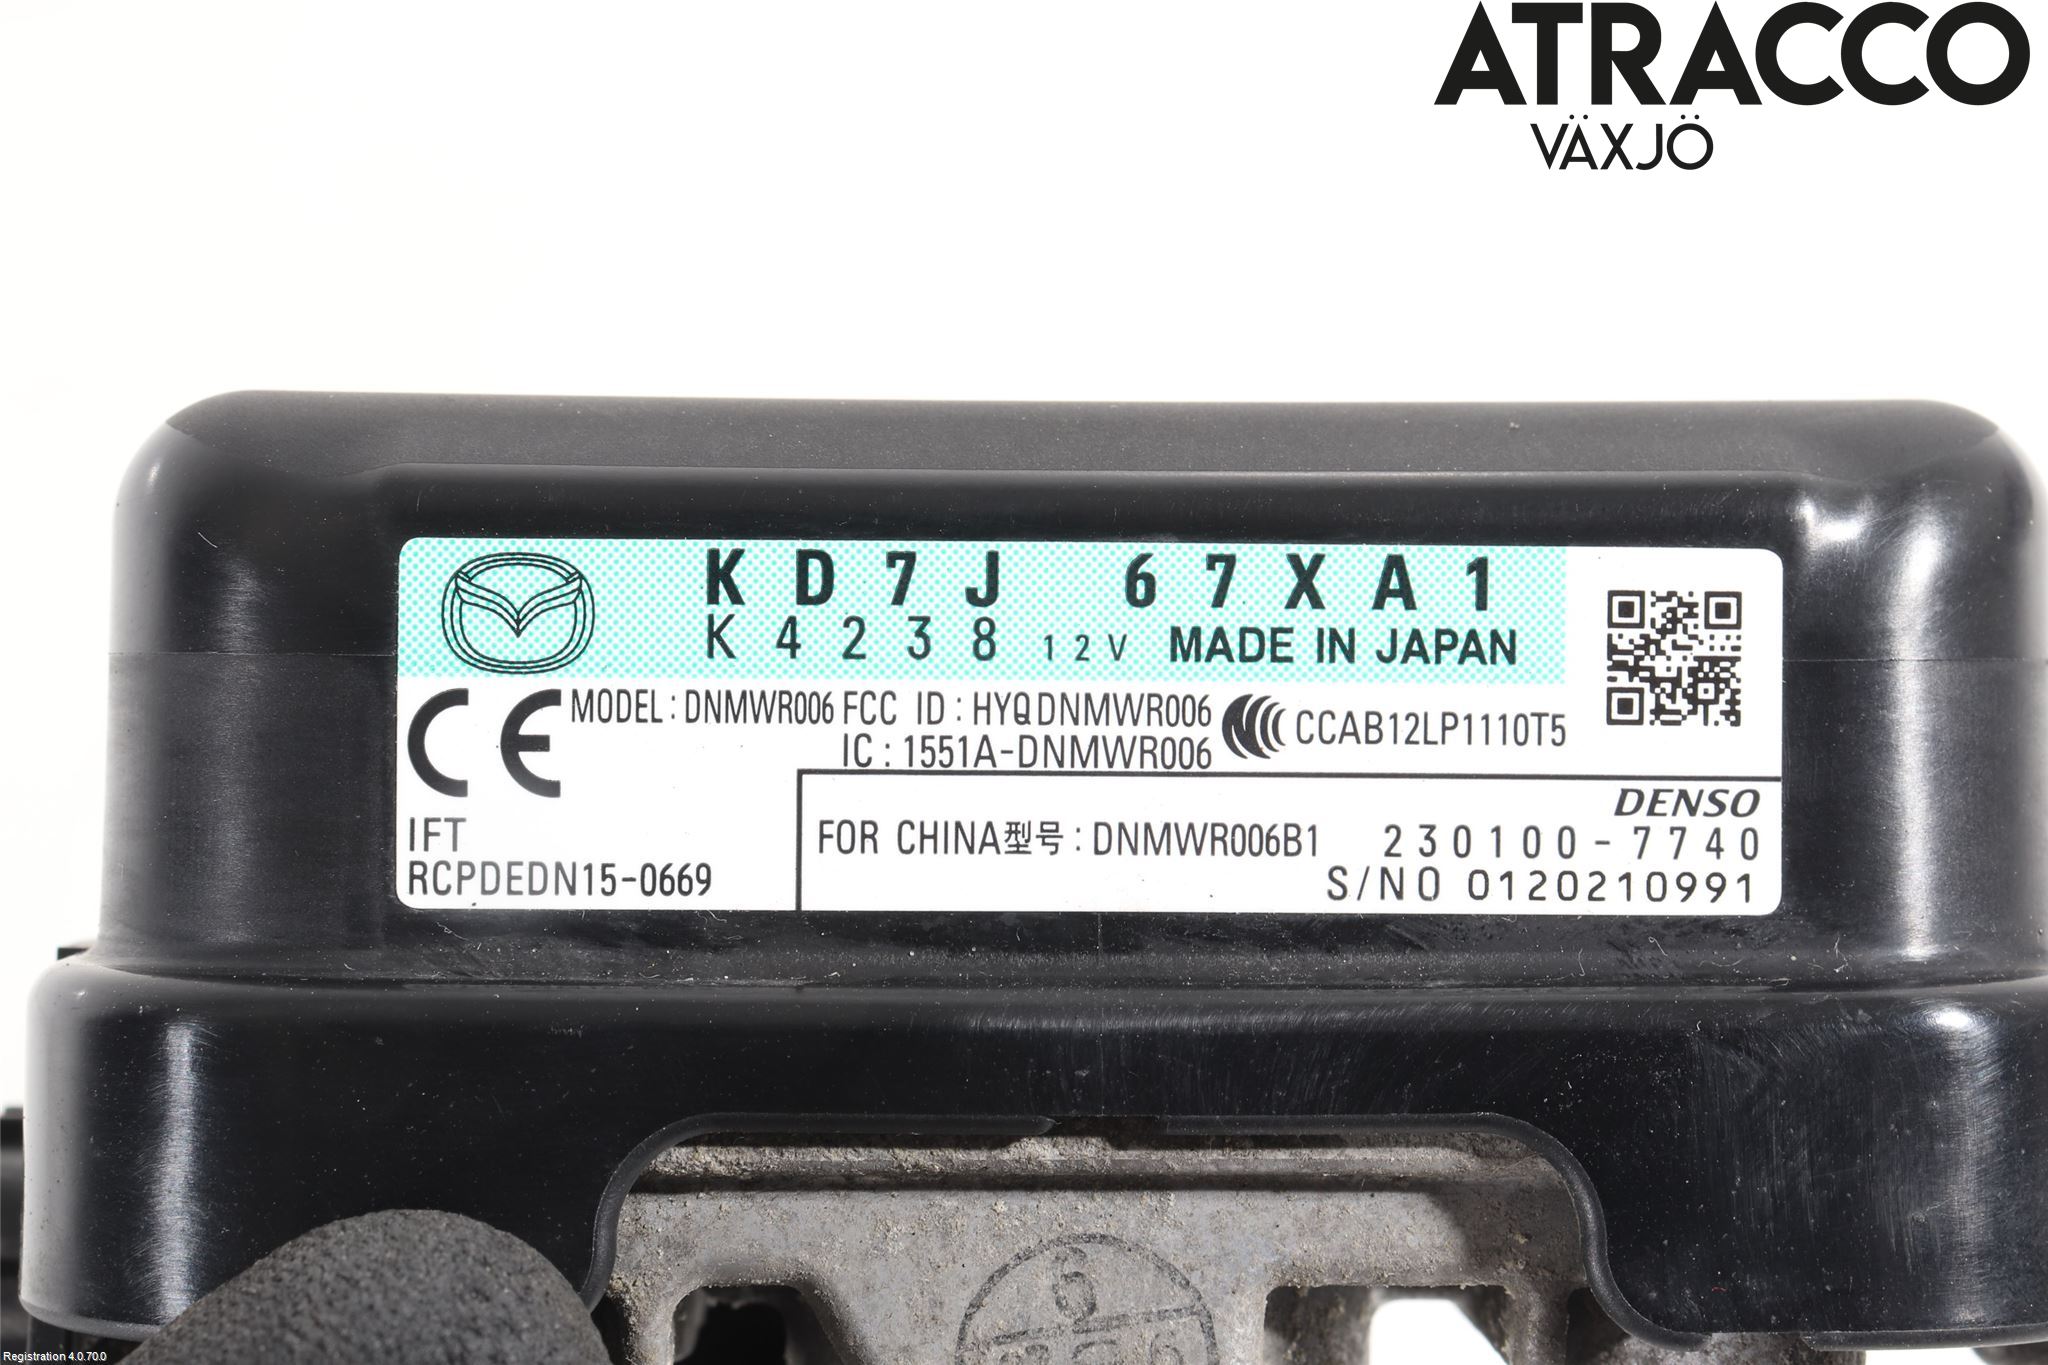 ATRACCO
VÄXJÖ
KD7J 67XA1
K4238 12V MADE IN JAPAN
CE MODEL : DNMWR006 FCC ID : HYQDNMWR006
IC : 1551A-DNMWR006
CCAB12LP1110T5
DENSO
IFT
RCPDEDN15-0669
FOR CHINA型号 : DNMWR006B1 230100-7740
S/NO 0120210991
Registration 4.0.70.0